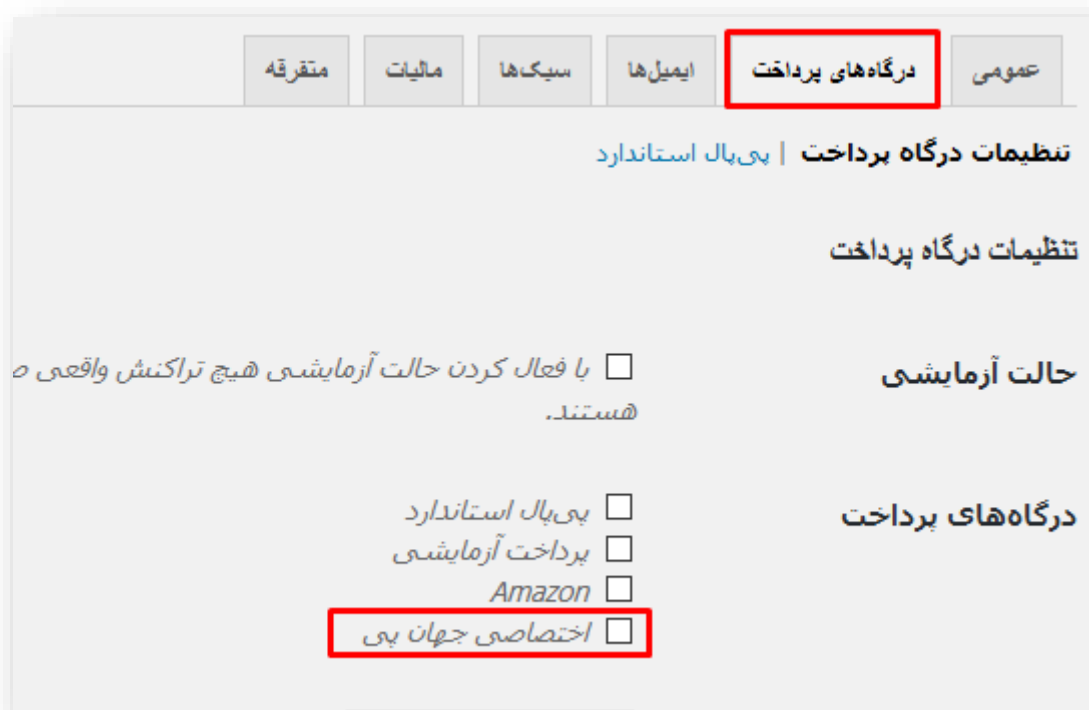 عمومی درگاه‌های پرداخت ایمیل‌ها سبک‌ها مالیات متفرقه
تنظیمات درگاه پرداخت | پی‌پال استاندارد
تنظیمات درگاه پرداخت
حالت آزمایشی با فعال کردن حالت آزمایشی هیچ تراکنش واقعی
هستند.
درگاه‌های پرداخت پی‌پال استاندارد
پرداخت آزمایشی
Amazon
اختصاصی جهان پی